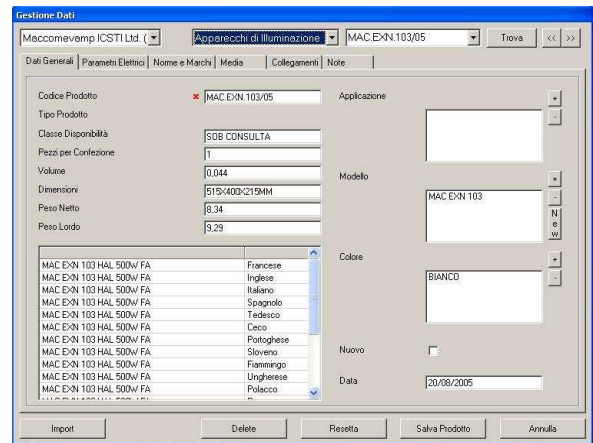 Gestione Dati
Maccomevamp ICSTI Ltd. ( Apparecchi di Illuminazione MAC.EXN.103/05 Trova << >>
Dati Generali Parametri Elettrici Norme e Marchi Media Collegamenti Note
Codice Prodotto × MAC.EXN.103/05 Applicazione +
Tipo Prodotto -
Classe Disponibilità SOB CONSULTA
Pezzi per Confezione 1
Volume 0,044 Modello +
Dimensioni 515X400X215MM MAC EXN 103 -
Peso Netto 8,34 New
Peso Lordo 9,29
Colore +
MAC EXN 103 HAL 500W FA Francese BIANCO -
MAC EXN 103 HAL 500W FA Inglese
MAC EXN 103 HAL 500W FA Italiano
MAC EXN 103 HAL 500W FA Spagnolo
MAC EXN 103 HAL 500W FA Tedesco
MAC EXN 103 HAL 500W FA Ceco
MAC EXN 103 HAL 500W FA Portoghese
MAC EXN 103 HAL 500W FA Sloveno Nuovo
MAC EXN 103 HAL 500W FA Fiammingo
MAC EXN 103 HAL 500W FA Ungherese Data 20/08/2005
MAC EXN 103 HAL 500W FA Polacco
Import Delete Resetta Salva Prodotto Annulla